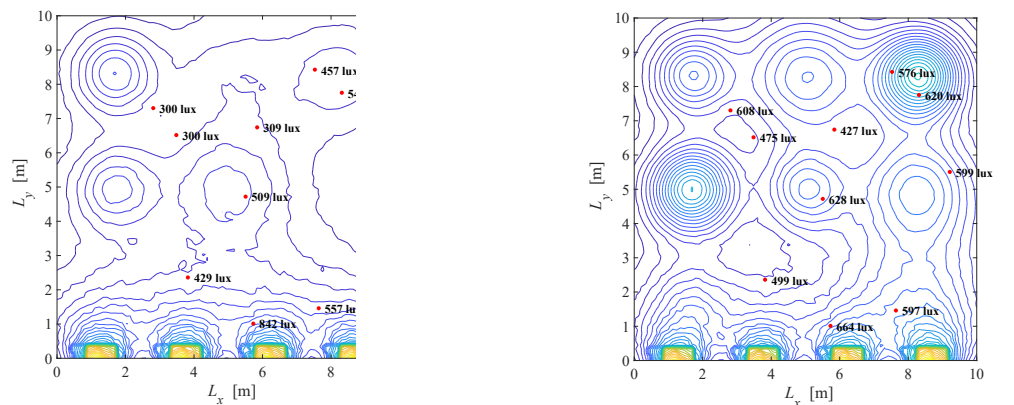 10
9
8
7
6
5
4
3
2
1
0
0
2
4
6
8
L_y [m]
L_x [m]
457 lux
300 lux
300 lux
309 lux
509 lux
429 lux
557 lux
842 lux
10
9
8
7
6
5
4
3
2
1
0
0
2
4
6
8
10
L_y [m]
L_x [m]
576 lux
620 lux
608 lux
475 lux
427 lux
599 lux
628 lux
499 lux
597 lux
664 lux